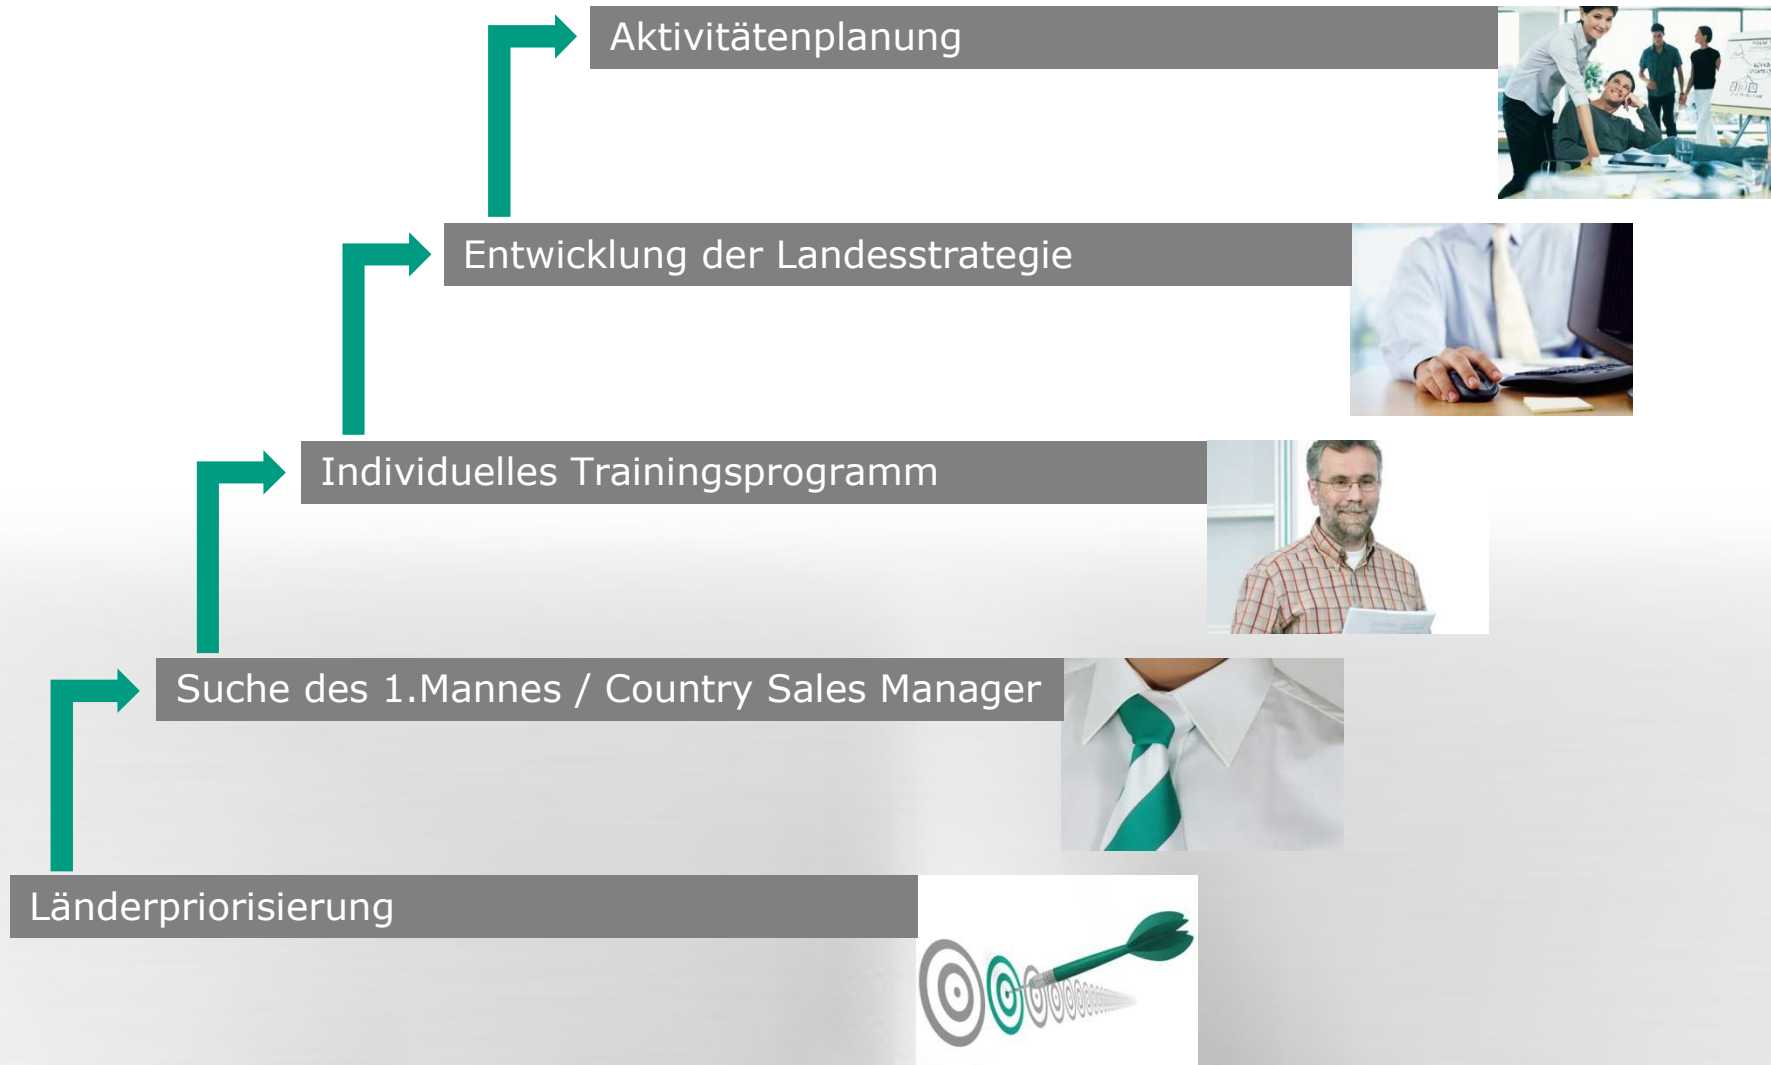 Aktivitätenplanung
Entwicklung der Landesstrategie
Individuelles Trainingsprogramm
Suche des 1.Mannes / Country Sales Manager
Länderpriorisierung